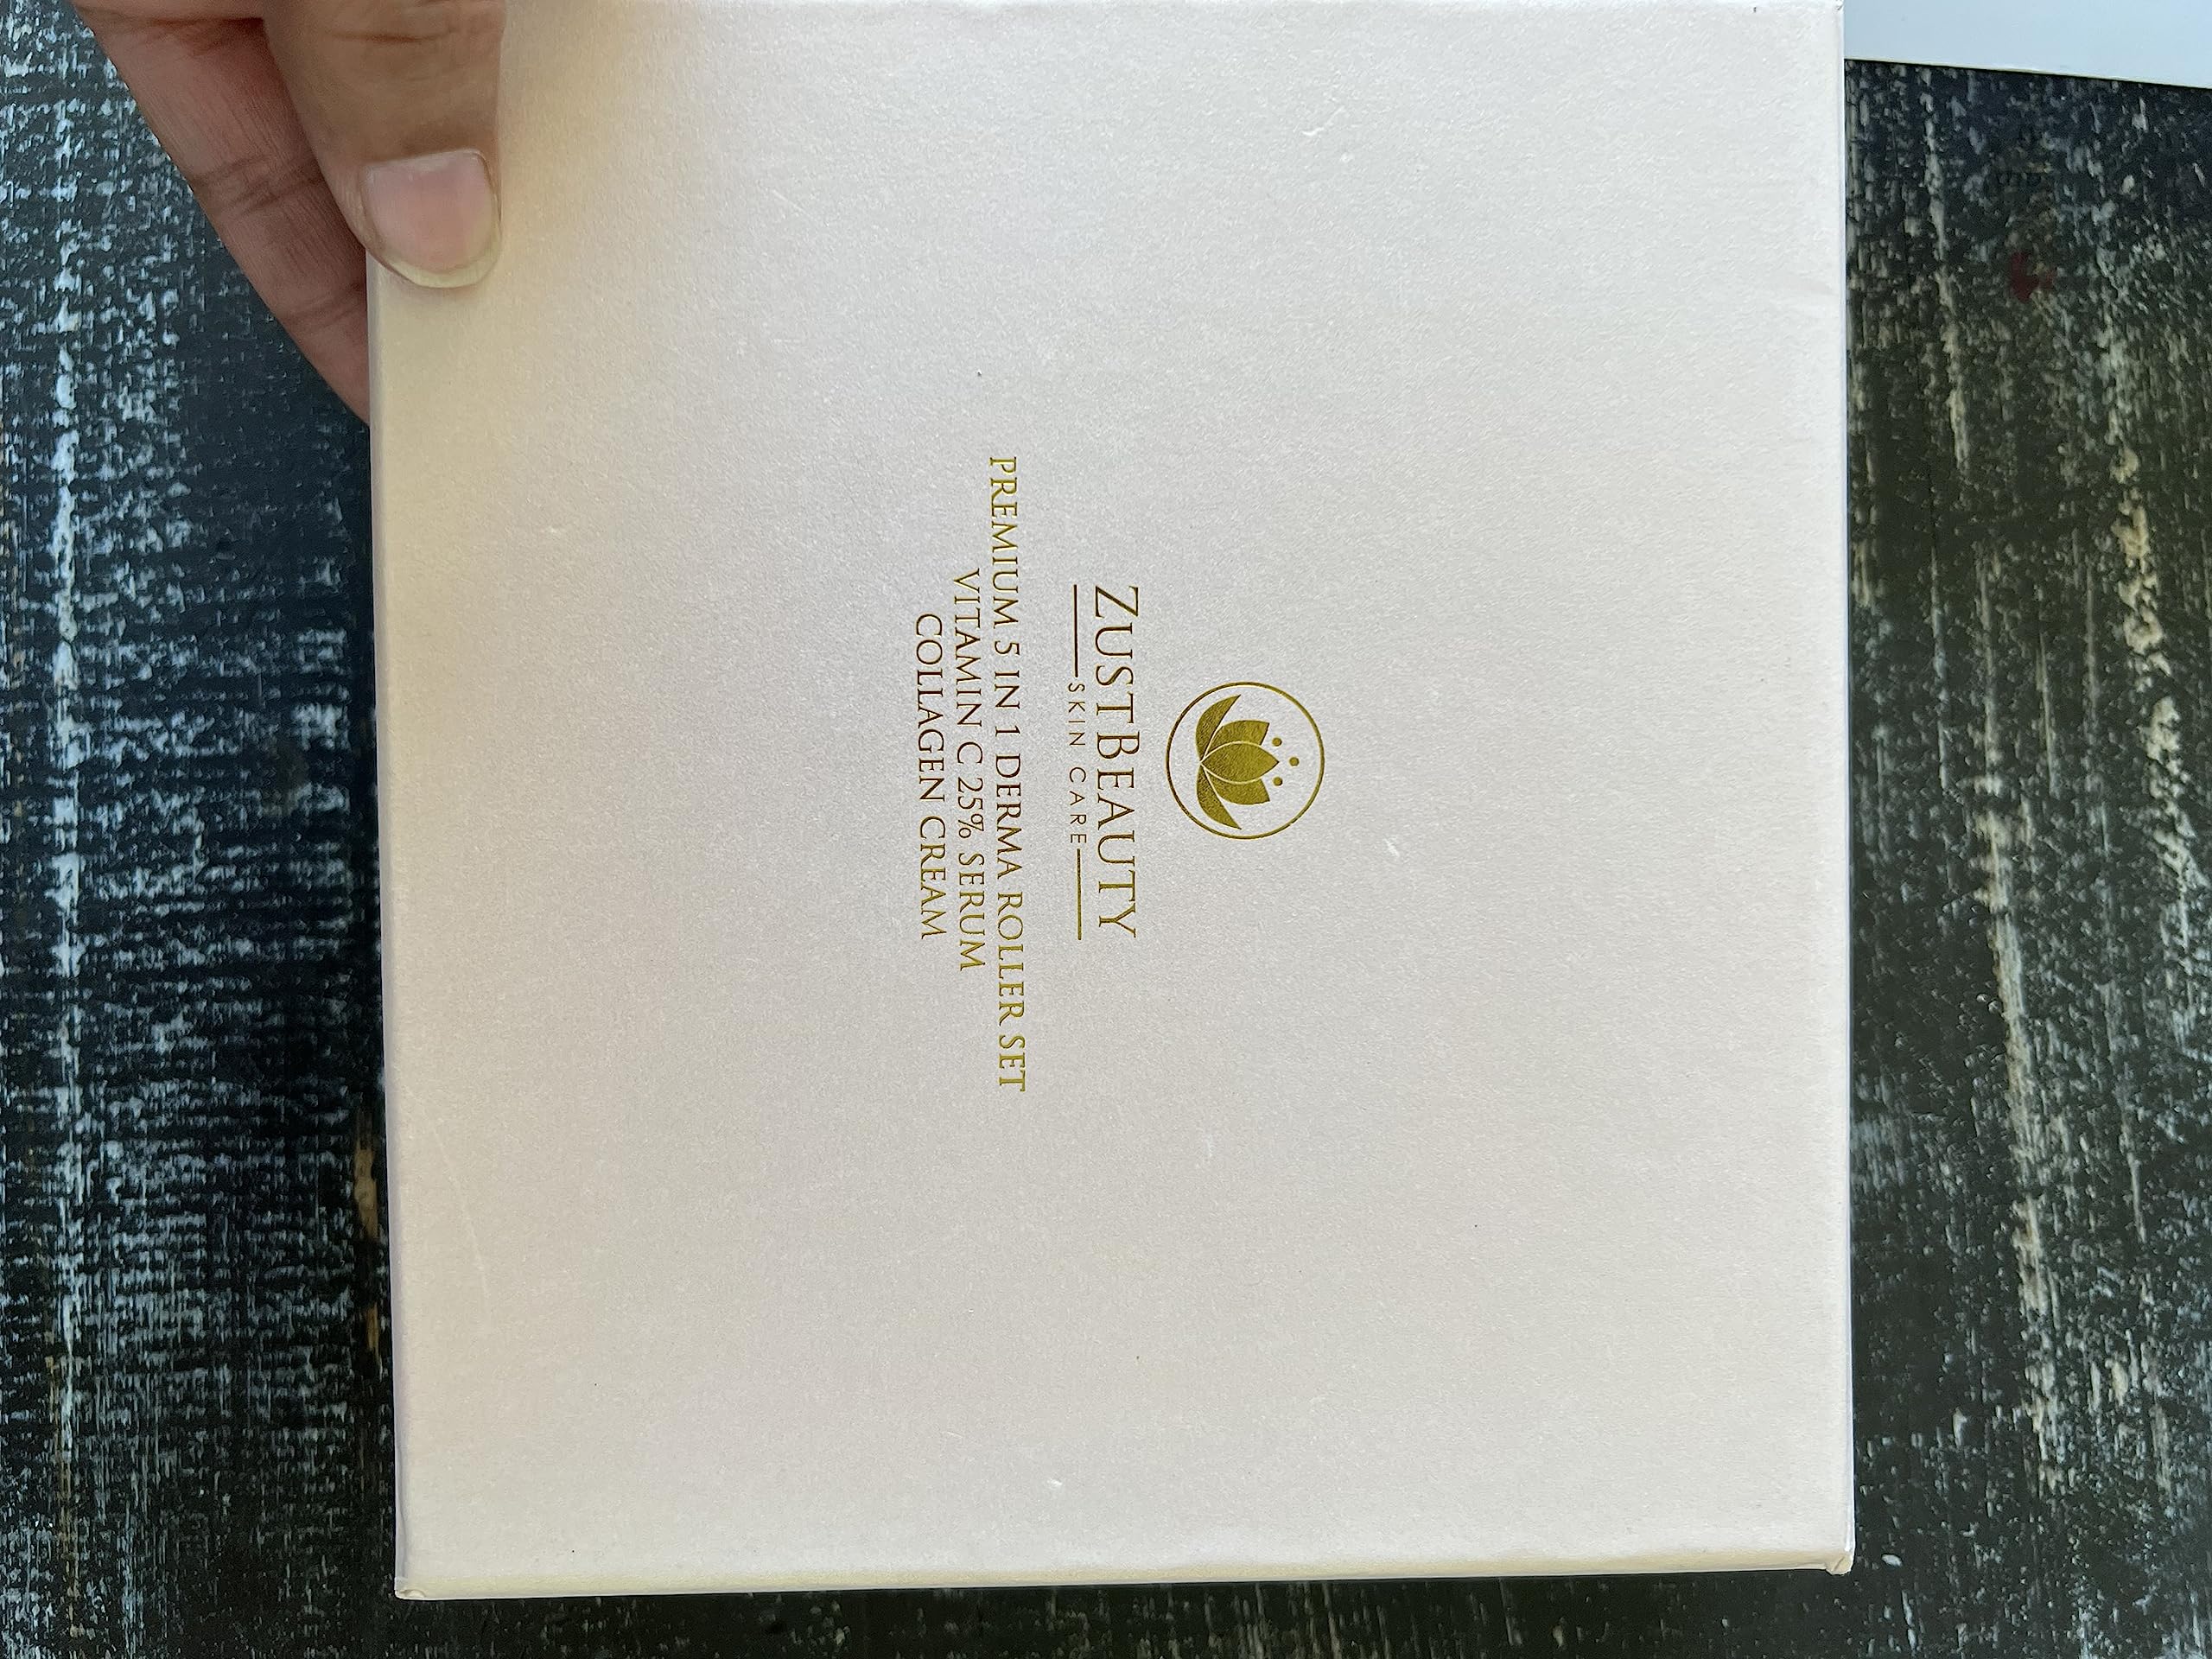 ZUSTBEAUTY
SKIN CARE
PREMIUM 5 IN 1 DERMA ROLLER SET
VITAMIN C 25% SERUM
COLLAGEN CREAM